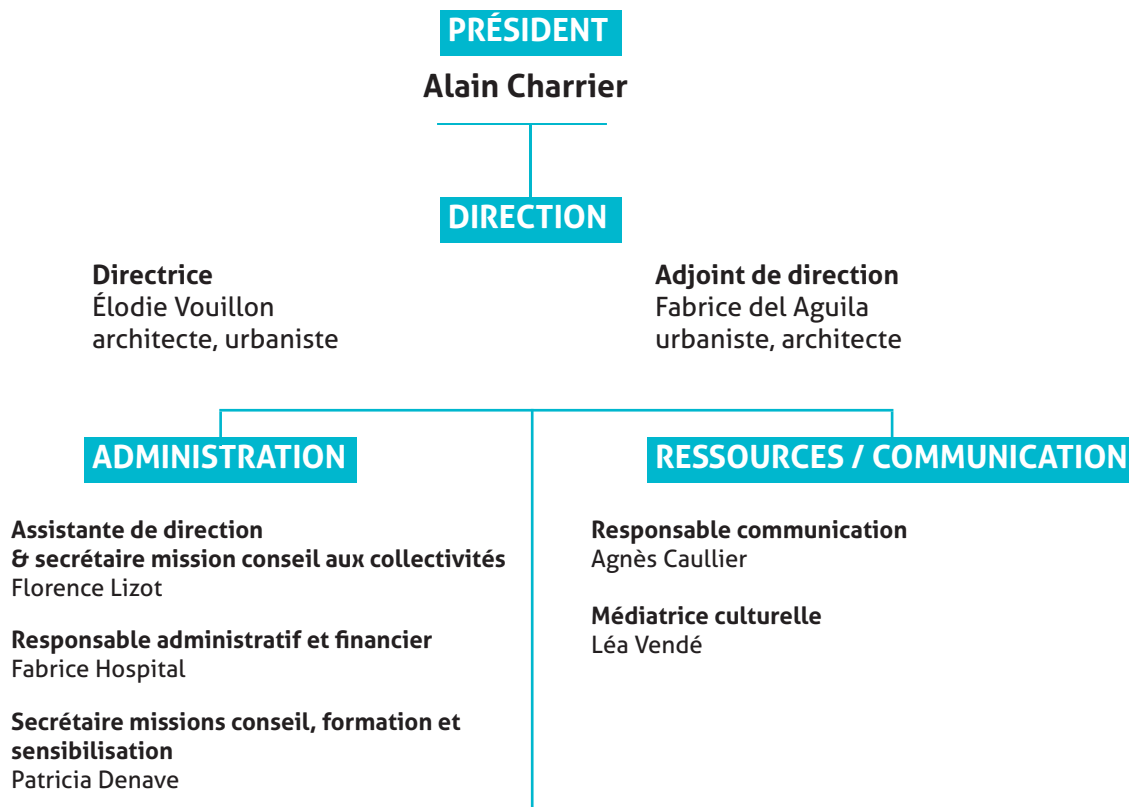 PRÉSIDENT
Alain Charrier
DIRECTION
Directrice
Élodie Vouillon
architecte, urbaniste
Adjoint de direction
Fabrice del Aguila
urbaniste, architecte
ADMINISTRATION
Assistante de direction
& secrétaire mission conseil aux collectivités
Florence Lizot
Responsable administratif et financier
Fabrice Hospital
Secrétaire missions conseil, formation et
sensibilisation
Patricia Denave
RESSOURCES / COMMUNICATION
Responsable communication
Agnès Caullier
Médiatrice culturelle
Léa Vendé